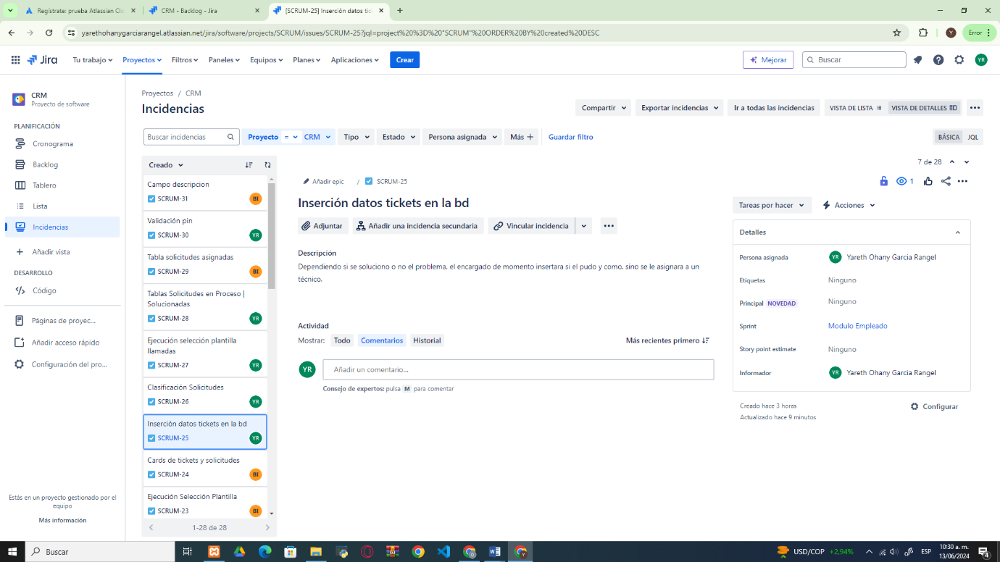 Regístrate: prueba Atlassian Clo
CRM - Backlog - Jira
[SCRUM-25] Inserción datos tic
yarethohanygarciarangel.atlassian.net/jira/software/projects/SCRUM/issues/SCRUM-25?jql=project%20%3D%20"SCRUM"%20ORDER%20BY%20created%20DESC
Y
Error
Jira
Tu trabajo
Proyectos
Filtros
Paneles
Equipos
Planes
Aplicaciones
Crear
Mejorar
Buscar
YR
CRM
Proyecto de software
PLANIFICACIÓN
Cronograma
Backlog
Tablero
Lista
Incidencias
Añadir vista
DESARROLLO
Código
Páginas de proyec...
Añadir acceso rápido
Configuración del pro...
Estás en un proyecto gestionado por el
equipo
Más información
Proyectos / CRM
Incidencias
Compartir
Exportar incidencias
Ir a todas las incidencias
VISTA DE LISTA
VISTA DE DETALLES
Buscar incidencias
Proyecto = CRM
Tipo
Estado
Persona asignada
Más +
Guardar filtro
BÁSICA
JQL
Creado
Campo descripcion
SCRUM-31
BI
Validación pin
SCRUM-30
YR
Tabla solicitudes asignadas
SCRUM-29
BI
Tablas Solicitudes en Proceso |
Solucionadas
SCRUM-28
YR
Ejecución selección plantilla
llamadas
SCRUM-27
YR
Clasificación Solicitudes
SCRUM-26
YR
Inserción datos tickets en la bd
SCRUM-25
YR
Cards de tickets y solicitudes
SCRUM-24
BI
Ejecución Selección Plantilla
SCRUM-23
BI
1-28 de 28
7 de 28
Añadir epic / SCRUM-25
1
Inserción datos tickets en la bd
Adjuntar
Añadir una incidencia secundaria
Vincular incidencia
Descripción
Dependiendo si se soluciono o no el problema, el encargado de momento insertara si el pudo y como, sino se le asignara a un
técnico.
Actividad
Mostrar:
Todo
Comentarios
Historial
Más recientes primero
YR
Añadir un comentario...
Consejo de expertos: pulsa M para comentar
Tareas por hacer
Acciones
Detalles
Persona asignada
YR
Yareth Ohany Garcia Rangel
Etiquetas
Ninguno
Principal NOVEDAD
Ninguno
Sprint
Modulo Empleado
Story point estimate
Ninguno
Informador
YR
Yareth Ohany Garcia Rangel
Creado hace 3 horas
Actualizado hace 9 minutos
Configurar
Buscar
USD/COP +2,94%
ESP
10:30 a. m.
13/06/2024
4